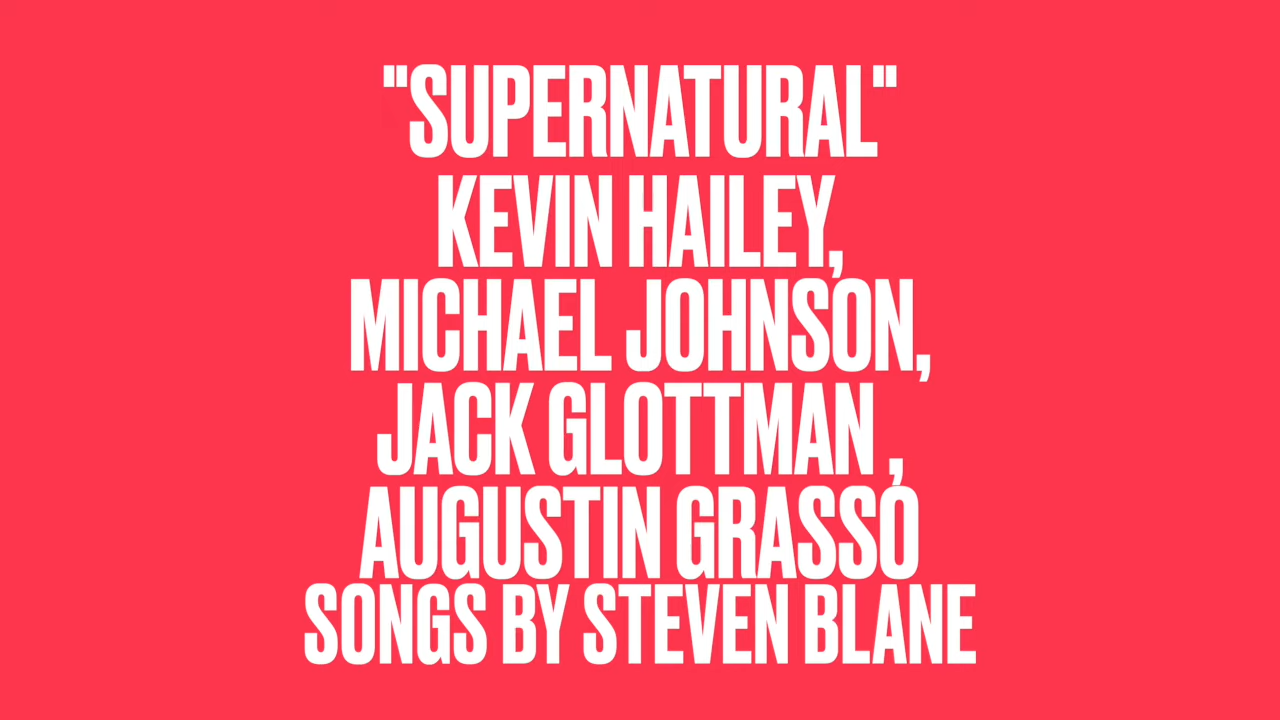 "SUPERNATURAL"
KEVIN HAILEY,
MICHAEL JOHNSON,
JACK GLOTTMAN ,
AUGUSTIN GRASSO
SONGS BY STEVEN BLANE